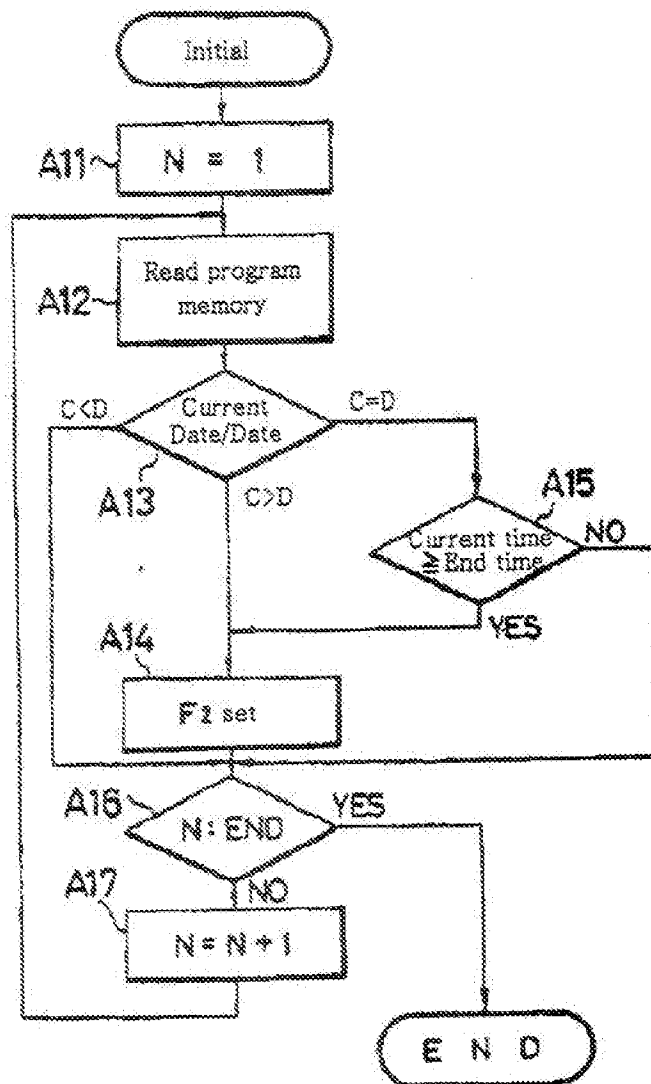 Initial
A11
N = 1
A12
Read program
memory
C<D
Current
Date/Date
C=D
A13
C>D
A15
Current time
≧End time
NO
YES
A14
F2 set
A16
N: END
YES
NO
A17
N = N + 1
E N D